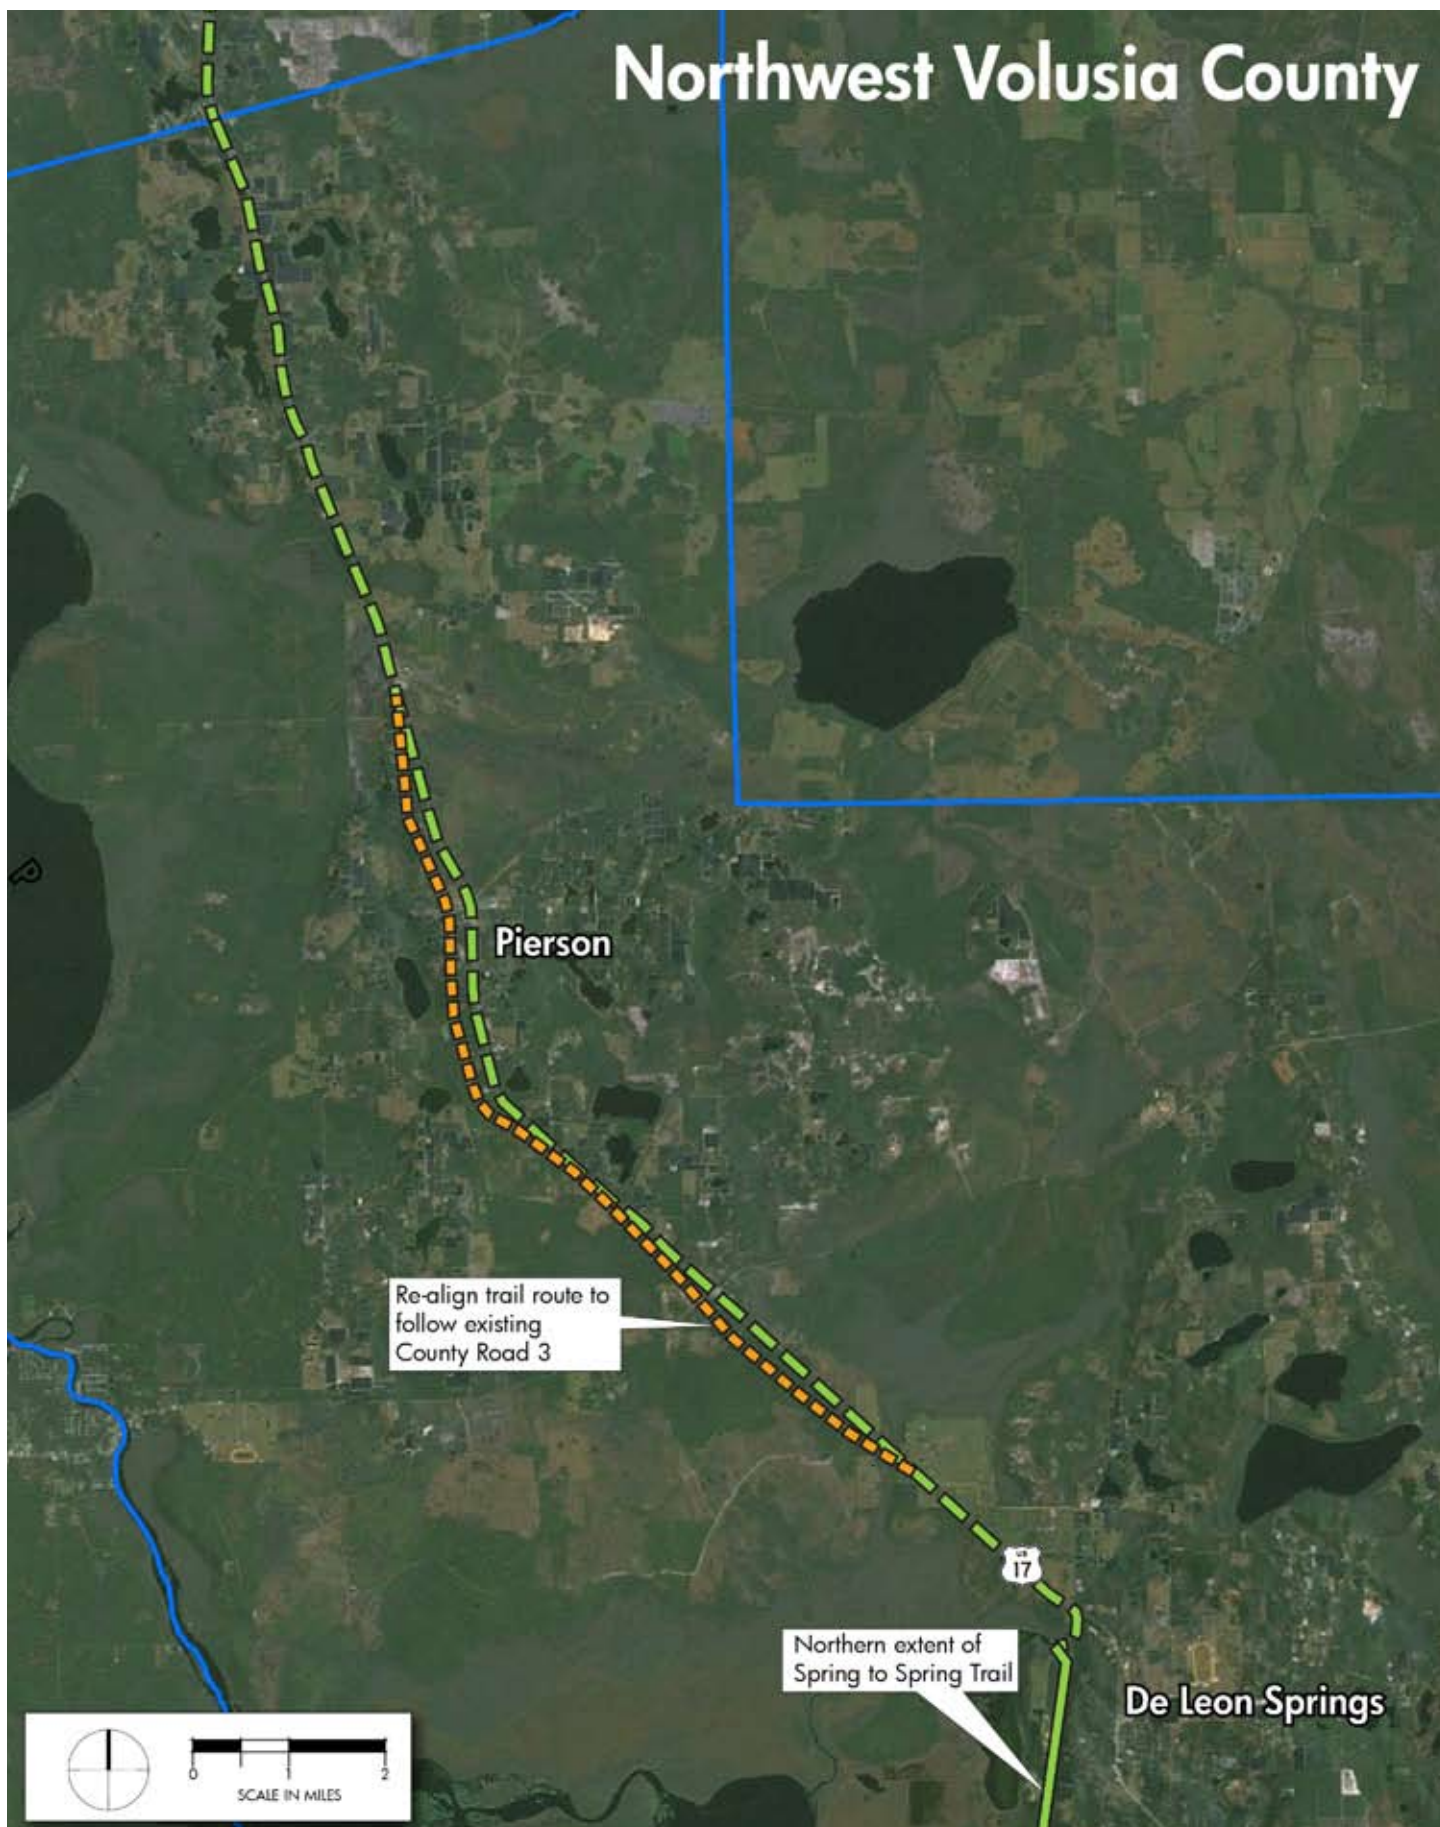 Northwest Volusia County
Pierson
Re-align trail route to
follow existing
County Road 3
US
17
Northern extent of
Spring to Spring Trail
De Leon Springs
0 1 2
SCALE IN MILES